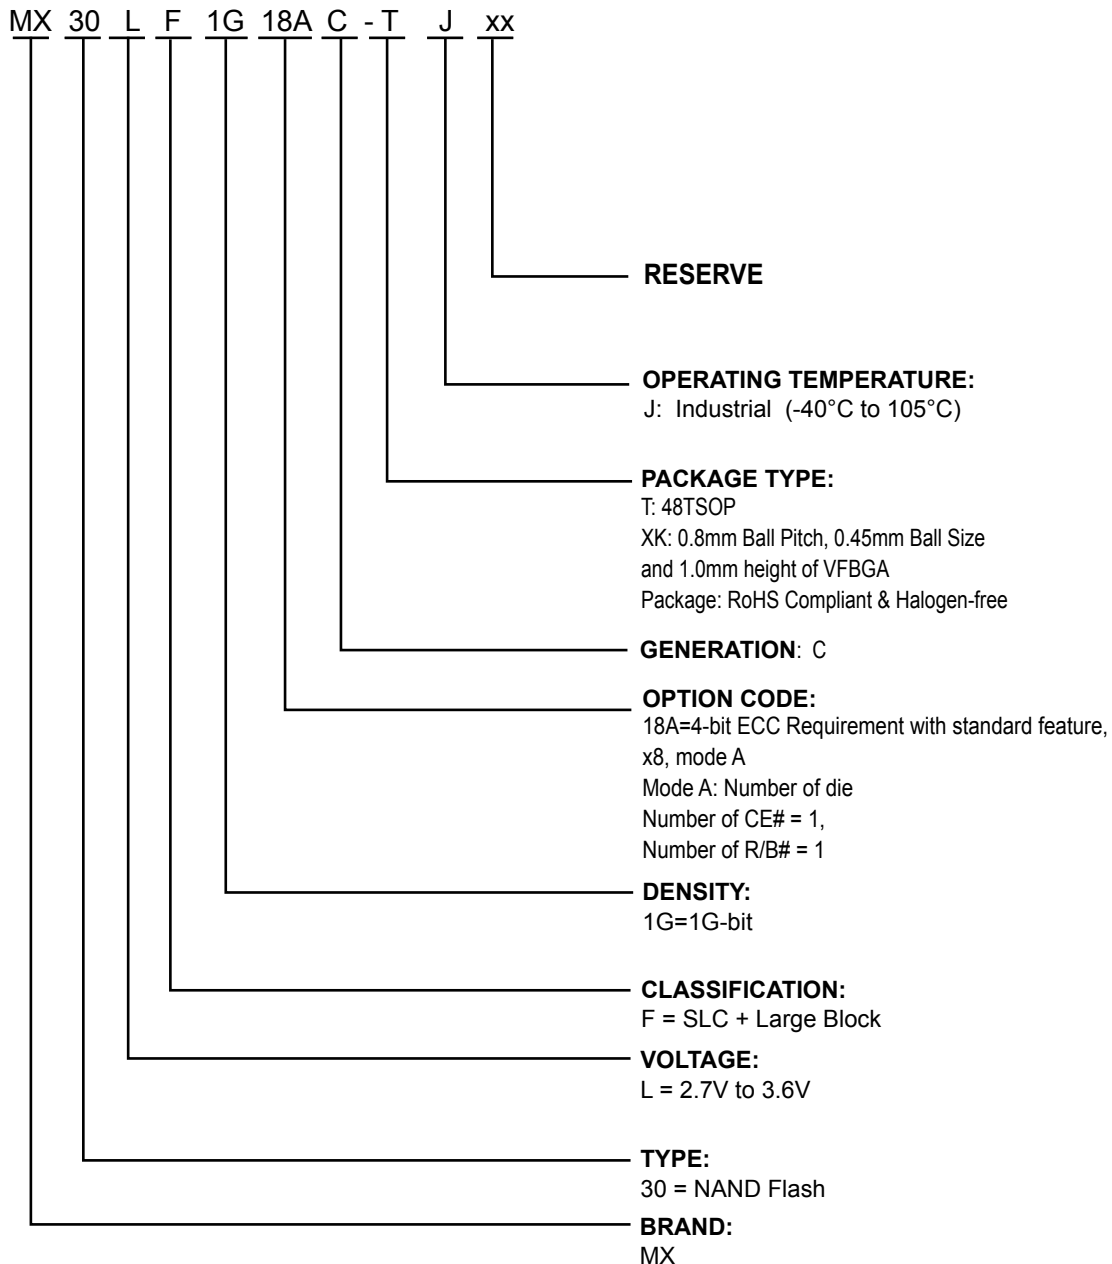 MX 30 L F 1G 18A C - T J xx
RESERVE
OPERATING TEMPERATURE:
J: Industrial (-40°C to 105°C)
PACKAGE TYPE:
T: 48TSOP
XK: 0.8mm Ball Pitch, 0.45mm Ball Size
and 1.0mm height of VFBGA
Package: RoHS Compliant & Halogen-free
GENERATION: C
OPTION CODE:
18A=4-bit ECC Requirement with standard feature,
x8, mode A
Mode A: Number of die
Number of CE# = 1,
Number of R/B# = 1
DENSITY:
1G=1G-bit
CLASSIFICATION:
F = SLC + Large Block
VOLTAGE:
L = 2.7V to 3.6V
TYPE:
30 = NAND Flash
BRAND:
MX